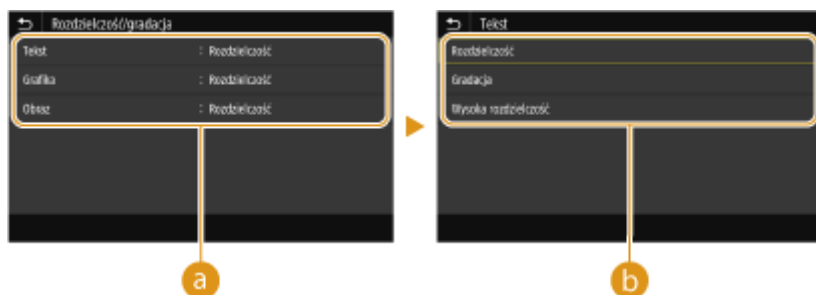 Rozdzielczość/gradacja
Tekst : Rozdzielczość
Grafika : Rozdzielczość
Obraz : Rozdzielczość
a
Tekst
Rozdzielczość
Gradacja
Wysoka rozdzielczość
b